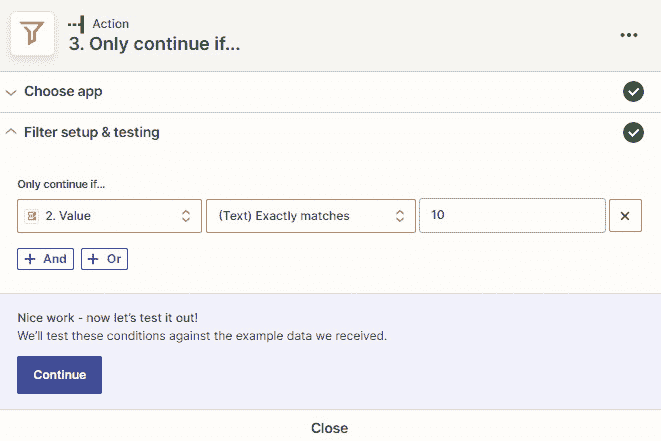 Action
3. Only continue if...
Choose app
Filter setup & testing
Only continue if...
2. Value
(Text) Exactly matches
10
+ And
+ Or
Nice work - now let's test it out!
We'll test these conditions against the example data we received.
Continue
Close